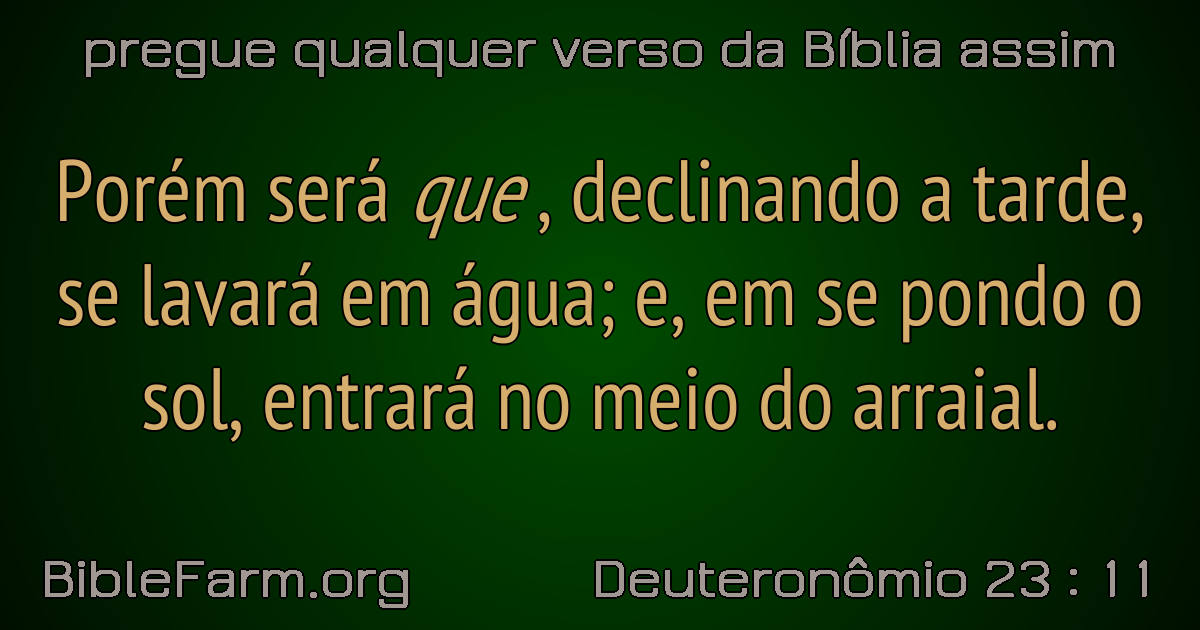 pregue qualquer verso da Bíblia assim
Porém será que , declinando a tarde,
se lavará em água; e, em se pondo o
sol, entrará no meio do arraial.
BibleFarm.org
Deuteronômio 23 : 11